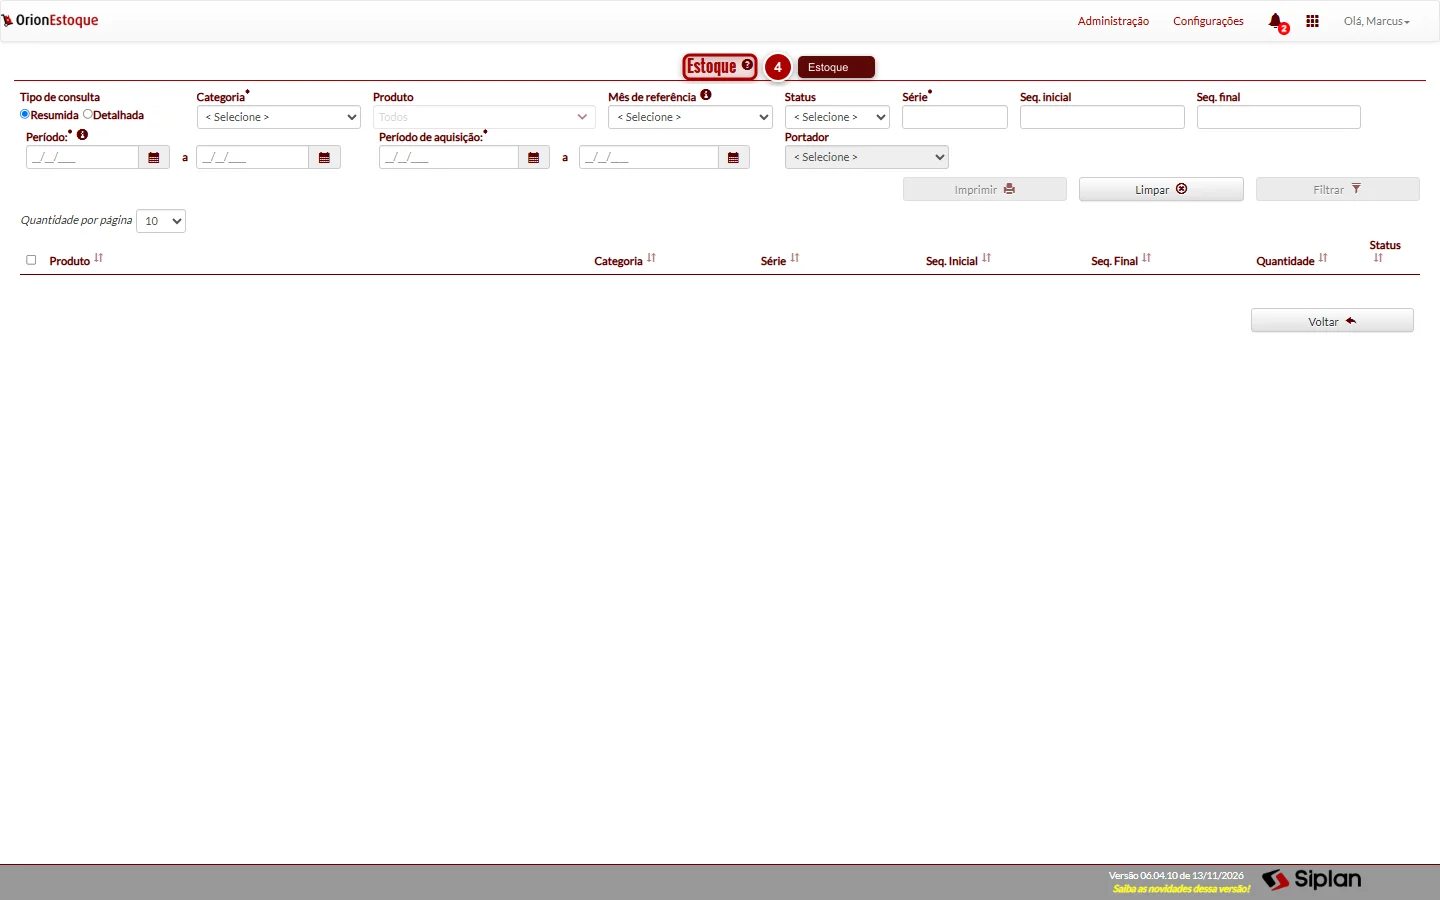 OrionEstoque
Administração Configurações 2 Olá, Marcus
Estoque ? 4 Estoque
Tipo de consulta Categoria* Produto Mês de referência Status Série* Seq. inicial Seq. final
Resumida Detalhada < Selecione > Todos < Selecione > < Selecione >
Período:* Período de aquisição:* Portador
__/__/____ a __/__/____ __/__/____ a __/__/____ < Selecione >
Imprimir Limpar Filtrar
Quantidade por página 10
Produto Categoria Série Seq. Inicial Seq. Final Quantidade Status
Voltar
Versão 06.04.10 de 13/11/2026
Saiba as novidades dessa versão!
Siplan